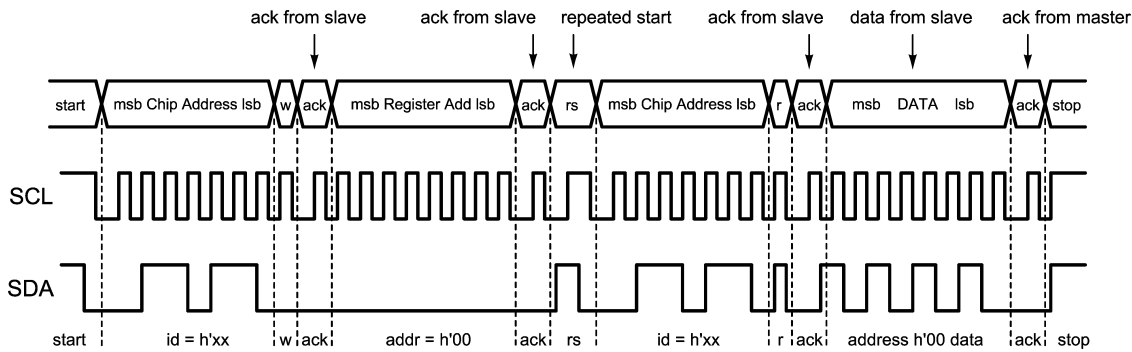 ack from slave ack from slave repeated start ack from slave data from slave ack from master
start msb Chip Address lsb w ack msb Register Add lsb ack rs msb Chip Address lsb r ack msb DATA lsb ack stop
SCL
SDA
start id = h'xx w ack addr = h'00 ack rs id = h'xx r ack address h'00 data ack stop